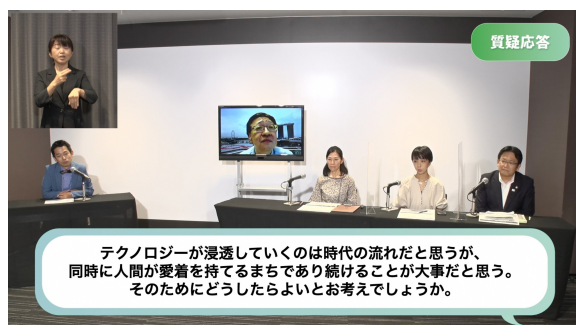 質疑応答
テクノロジーが浸透していくのは時代の流れだと思うが、
同時に人間が愛着を持てるまちであり続けることが大事だと思う。
そのためにどうしたらよいとお考えでしょうか。